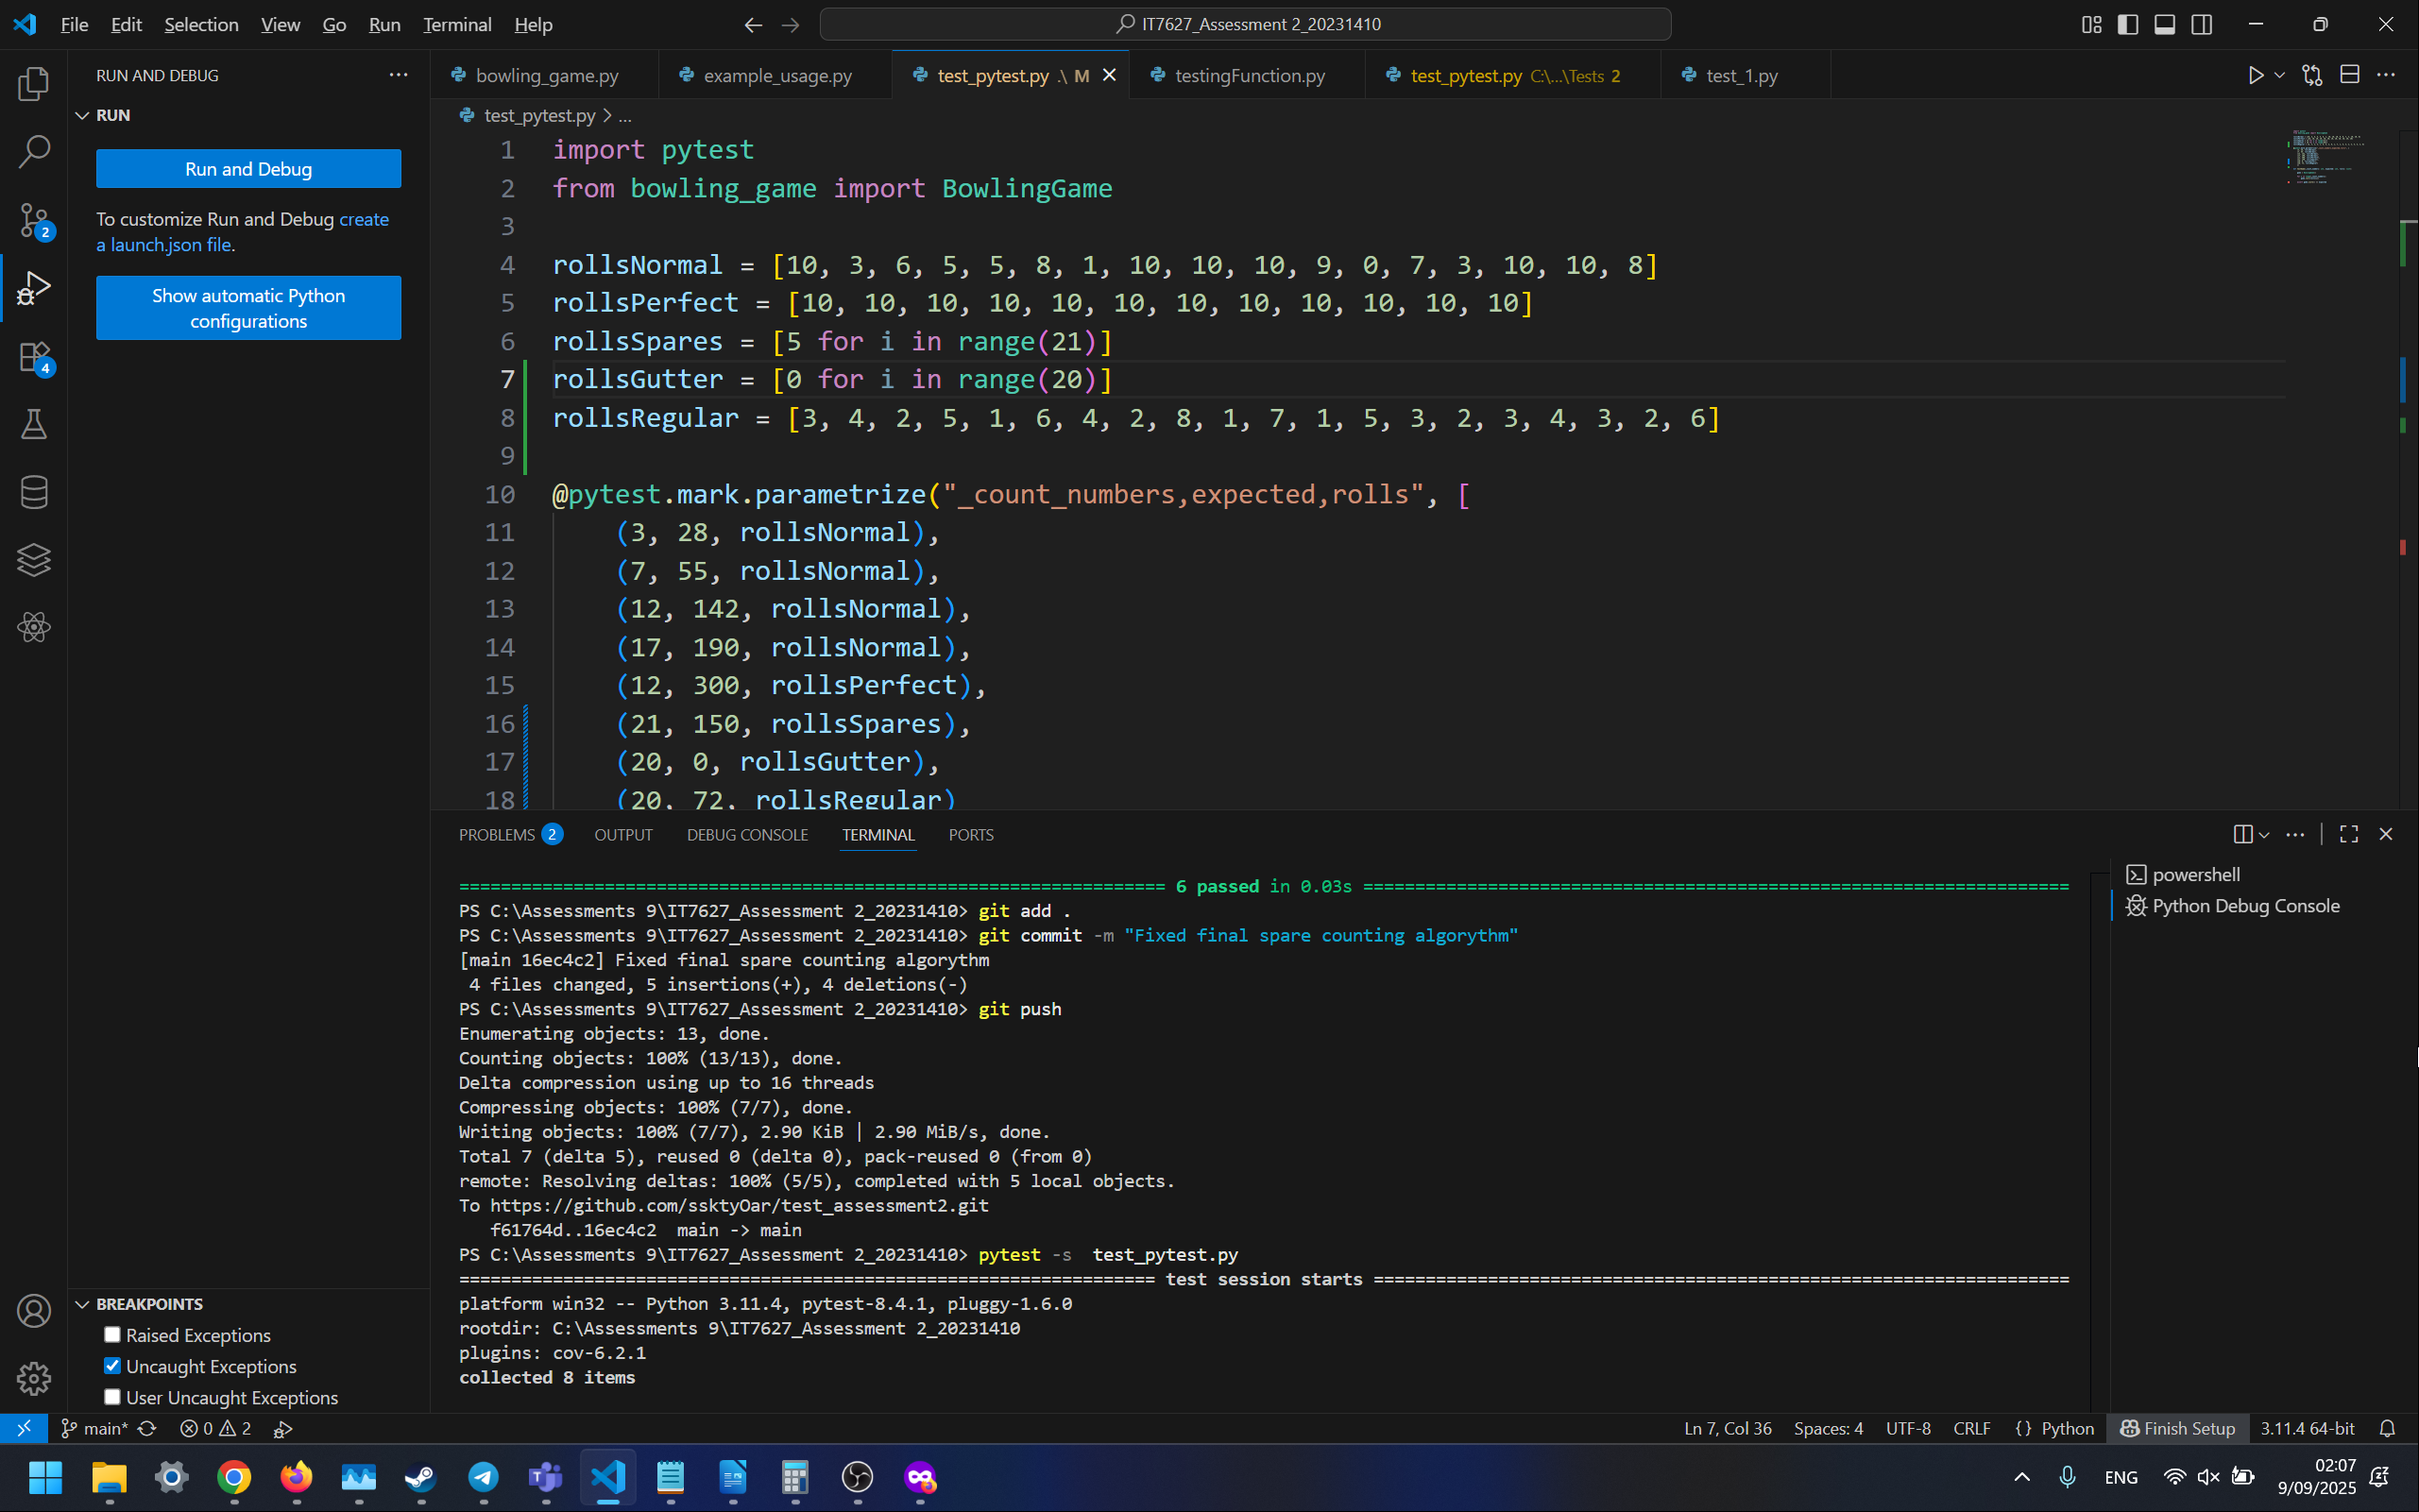 File Edit Selection View Go Run Terminal Help
IT7627_Assessment 2_20231410
RUN AND DEBUG
RUN
Run and Debug
To customize Run and Debug create
a launch.json file.
Show automatic Python
configurations
bowling_game.py
example_usage.py
test_pytest.py .\ M
testingFunction.py
test_pytest.py C:\...\Tests 2
test_1.py
test_pytest.py > ...
1 import pytest
2 from bowling_game import BowlingGame
3
4 rollsNormal = [10, 3, 6, 5, 5, 8, 1, 10, 10, 10, 9, 0, 7, 3, 10, 10, 8]
5 rollsPerfect = [10, 10, 10, 10, 10, 10, 10, 10, 10, 10, 10, 10]
6 rollsSpares = [5 for i in range(21)]
7 rollsGutter = [0 for i in range(20)]
8 rollsRegular = [3, 4, 2, 5, 1, 6, 4, 2, 8, 1, 7, 1, 5, 3, 2, 3, 4, 3, 2, 6]
9
10 @pytest.mark.parametrize("_count_numbers,expected,rolls", [
11 (3, 28, rollsNormal),
12 (7, 55, rollsNormal),
13 (12, 142, rollsNormal),
14 (17, 190, rollsNormal),
15 (12, 300, rollsPerfect),
16 (21, 150, rollsSpares),
17 (20, 0, rollsGutter),
18 (20, 72, rollsRegular)
PROBLEMS 2 OUTPUT DEBUG CONSOLE TERMINAL PORTS
==================================================================== 6 passed in 0.03s ====================================================================
PS C:\Assessments 9\IT7627_Assessment 2_20231410> git add .
PS C:\Assessments 9\IT7627_Assessment 2_20231410> git commit -m "Fixed final spare counting algorythm"
[main 16ec4c2] Fixed final spare counting algorythm
4 files changed, 5 insertions(+), 4 deletions(-)
PS C:\Assessments 9\IT7627_Assessment 2_20231410> git push
Enumerating objects: 13, done.
Counting objects: 100% (13/13), done.
Delta compression using up to 16 threads
Compressing objects: 100% (7/7), done.
Writing objects: 100% (7/7), 2.90 KiB | 2.90 MiB/s, done.
Total 7 (delta 5), reused 0 (delta 0), pack-reused 0 (from 0)
remote: Resolving deltas: 100% (5/5), completed with 5 local objects.
To https://github.com/ssktyOar/test_assessment2.git
f61764d..16ec4c2 main -> main
PS C:\Assessments 9\IT7627_Assessment 2_20231410> pytest -s test_pytest.py
=================================================================== test session starts ===================================================================
platform win32 -- Python 3.11.4, pytest-8.4.1, pluggy-1.6.0
rootdir: C:\Assessments 9\IT7627_Assessment 2_20231410
plugins: cov-6.2.1
collected 8 items
powershell
Python Debug Console
BREAKPOINTS
Raised Exceptions
Uncaught Exceptions
User Uncaught Exceptions
2
4
main* 0 2
Ln 7, Col 36 Spaces: 4 UTF-8 CRLF {} Python Finish Setup 3.11.4 64-bit
ENG
02:07
9/09/2025